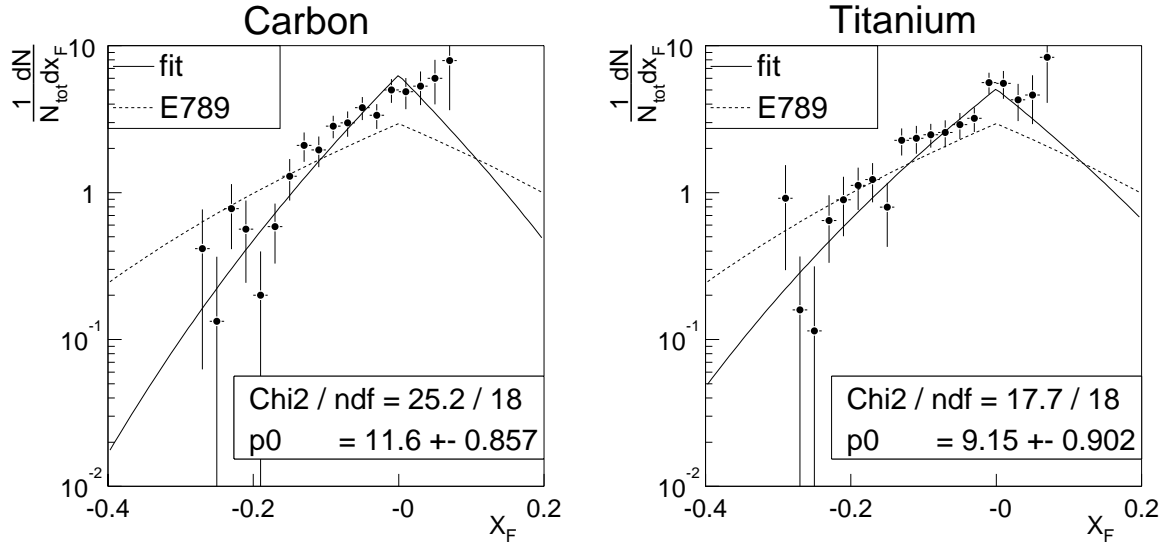 Carbon
1 dN
N_tot dx_F
10
1
10^-1
10^-2
fit
E789
Chi2 / ndf = 25.2 / 18
p0 = 11.6 +- 0.857
-0.4 -0.2 -0 0.2
X_F
Titanium
1 dN
N_tot dx_F
10
1
10^-1
10^-2
fit
E789
Chi2 / ndf = 17.7 / 18
p0 = 9.15 +- 0.902
-0.4 -0.2 -0 0.2
X_F